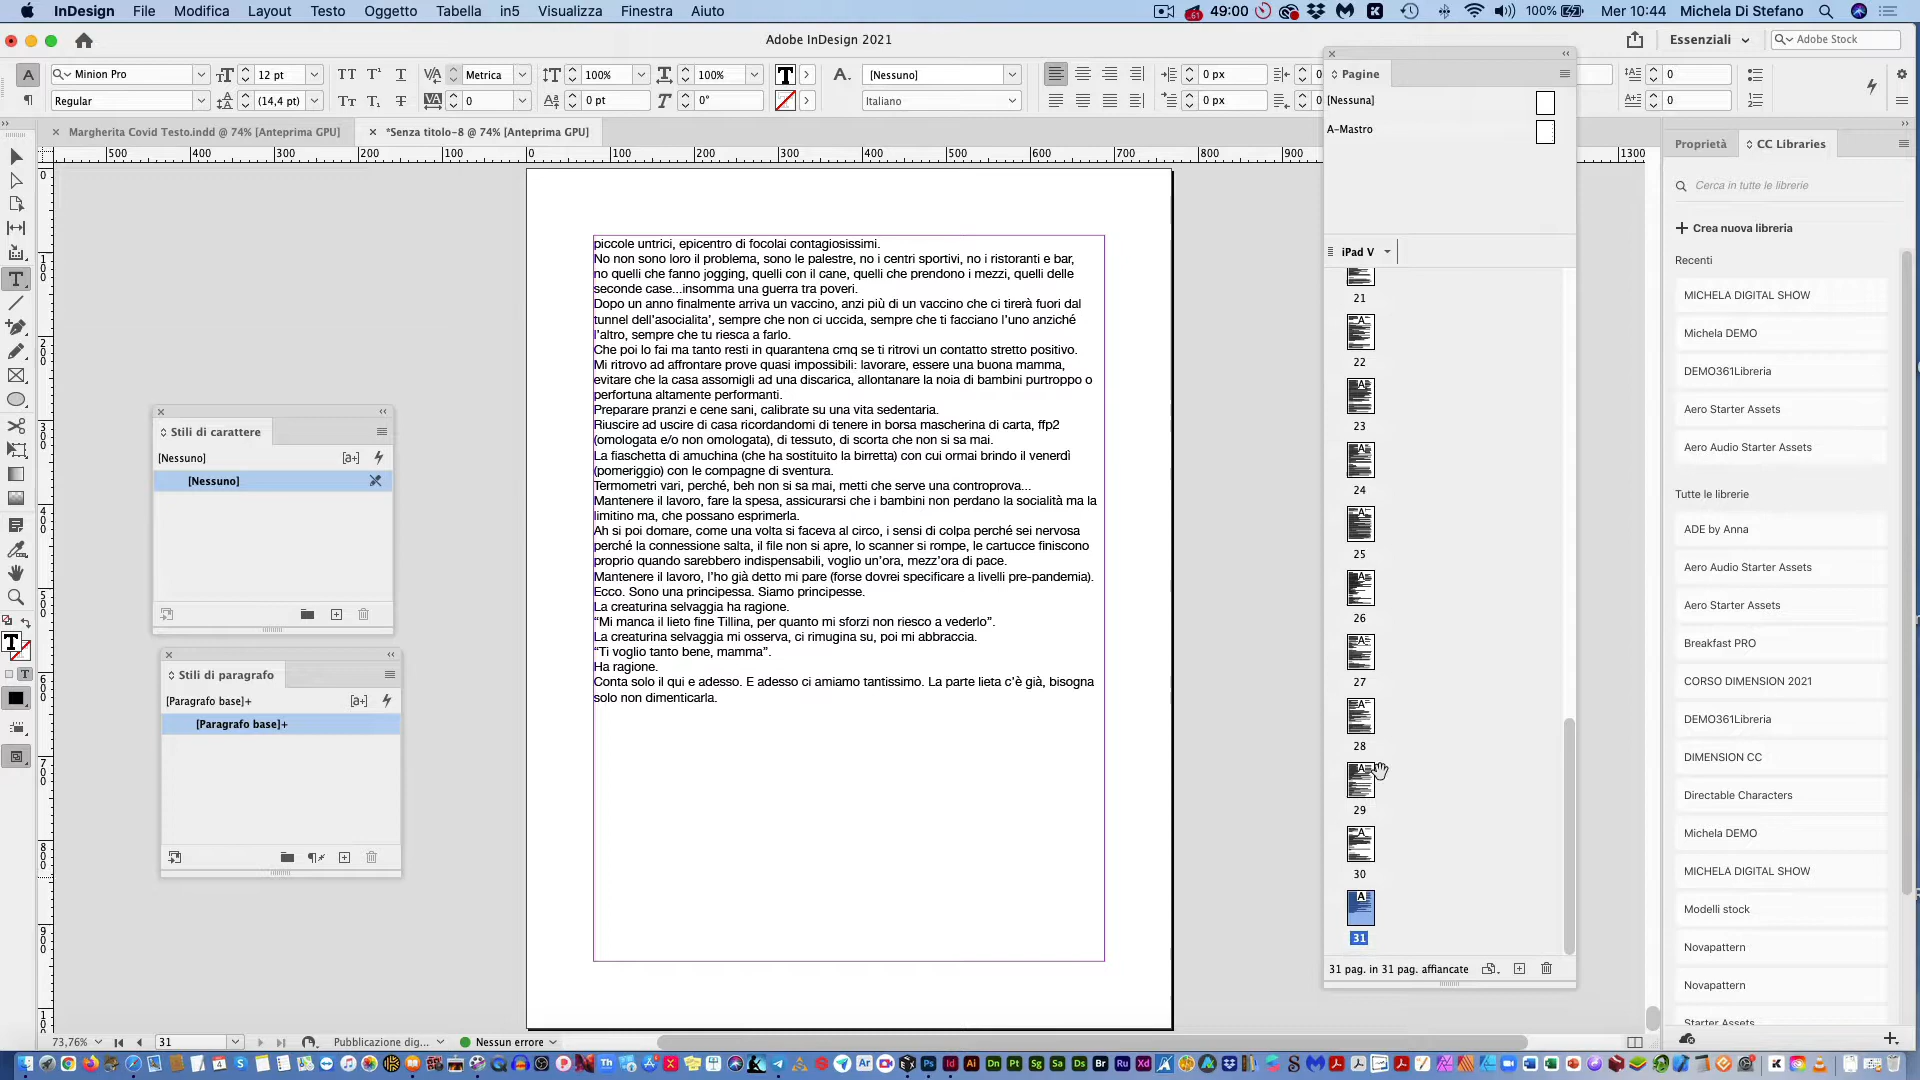 InDesign File Modifica Layout Testo Oggetto Tabella in5 Visualizza Finestra Aiuto 61 49:00 100% Mer 10:44 Michela Di Stefano
Adobe InDesign 2021 Essenziali Adobe Stock
Minion Pro 12 pt Metrica 100% 100% [Nessuno] 0 px 0 0
Regular (14,4 pt) 0 0 pt 0° Italiano 0 px 0 0
Margherita Covid Testo.indd @ 74% [Anteprima GPU] *Senza titolo-8 @ 74% [Anteprima GPU]
500 400 300 200 100 0 100 200 300 400 500 600 700 800 900 1300
piccole untrici, epicentro di focolai contagiosissimi.
No non sono loro il problema, sono le palestre, no i centri sportivi, no i ristoranti e bar,
no quelli che fanno jogging, quelli con il cane, quelli che prendono i mezzi, quelli delle
seconde case...insomma una guerra tra poveri.
Dopo un anno finalmente arriva un vaccino, anzi più di un vaccino che ci tirerà fuori dal
tunnel dell'asocialita', sempre che non ci uccida, sempre che ti facciano l'uno anziché
l'altro, sempre che tu riesca a farlo.
Che poi lo fai ma tanto resti in quarantena cmq se ti ritrovi un contatto stretto positivo.
Mi ritrovo ad affrontare prove quasi impossibili: lavorare, essere una buona mamma,
evitare che la casa assomigli ad una discarica, allontanare la noia di bambini purtroppo o
perfortuna altamente performanti.
Preparare pranzi e cene sani, calibrate su una vita sedentaria.
Riuscire ad uscire di casa ricordandomi di tenere in borsa mascherina di carta, ffp2
(omologata e/o non omologata), di tessuto, di scorta che non si sa mai.
La fiaschetta di amuchina (che ha sostituito la birretta) con cui ormai brindo il venerdì
(pomeriggio) con le compagne di sventura.
Termometri vari, perché, beh non si sa mai, metti che serve una controprova...
Mantenere il lavoro, fare la spesa, assicurarsi che i bambini non perdano la socialità ma la
limitino ma, che possano esprimerla.
Ah si poi domare, come una volta si faceva al circo, i sensi di colpa perché sei nervosa
perché la connessione salta, il file non si apre, lo scanner si rompe, le cartucce finiscono
proprio quando sarebbero indispensabili, voglio un'ora, mezz'ora di pace.
Mantenere il lavoro, l'ho già detto mi pare (forse dovrei specificare a livelli pre-pandemia).
Ecco. Sono una principessa. Siamo principesse.
La creaturina selvaggia ha ragione.
“Mi manca il lieto fine Tillina, per quanto mi sforzi non riesco a vederlo”.
La creaturina selvaggia mi osserva, ci rimugina su, poi mi abbraccia.
“Ti voglio tanto bene, mamma”.
Ha ragione.
Conta solo il qui e adesso. E adesso ci amiamo tantissimo. La parte lieta c'è già, bisogna
solo non dimenticarla.
Stili di carattere
[Nessuno] [a+]
[Nessuno]
Stili di paragrafo
[Paragrafo base]+ [a+]
[Paragrafo base]+
Pagine
[Nessuna]
A-Mastro
iPad V
21
22
23
24
25
26
27
28
29
30
31
31 pag. in 31 pag. affiancate
Proprietà CC Libraries
Cerca in tutte le librerie
Crea nuova libreria
Recenti
MICHELA DIGITAL SHOW
Michela DEMO
DEMO361Libreria
Aero Starter Assets
Aero Audio Starter Assets
Tutte le librerie
ADE by Anna
Aero Audio Starter Assets
Aero Starter Assets
Breakfast PRO
CORSO DIMENSION 2021
DEMO361Libreria
DIMENSION CC
Directable Characters
Michela DEMO
MICHELA DIGITAL SHOW
Modelli stock
Novapattern
Novapattern
Starter Assets
73,76% 31 Pubblicazione dig... Nessun errore